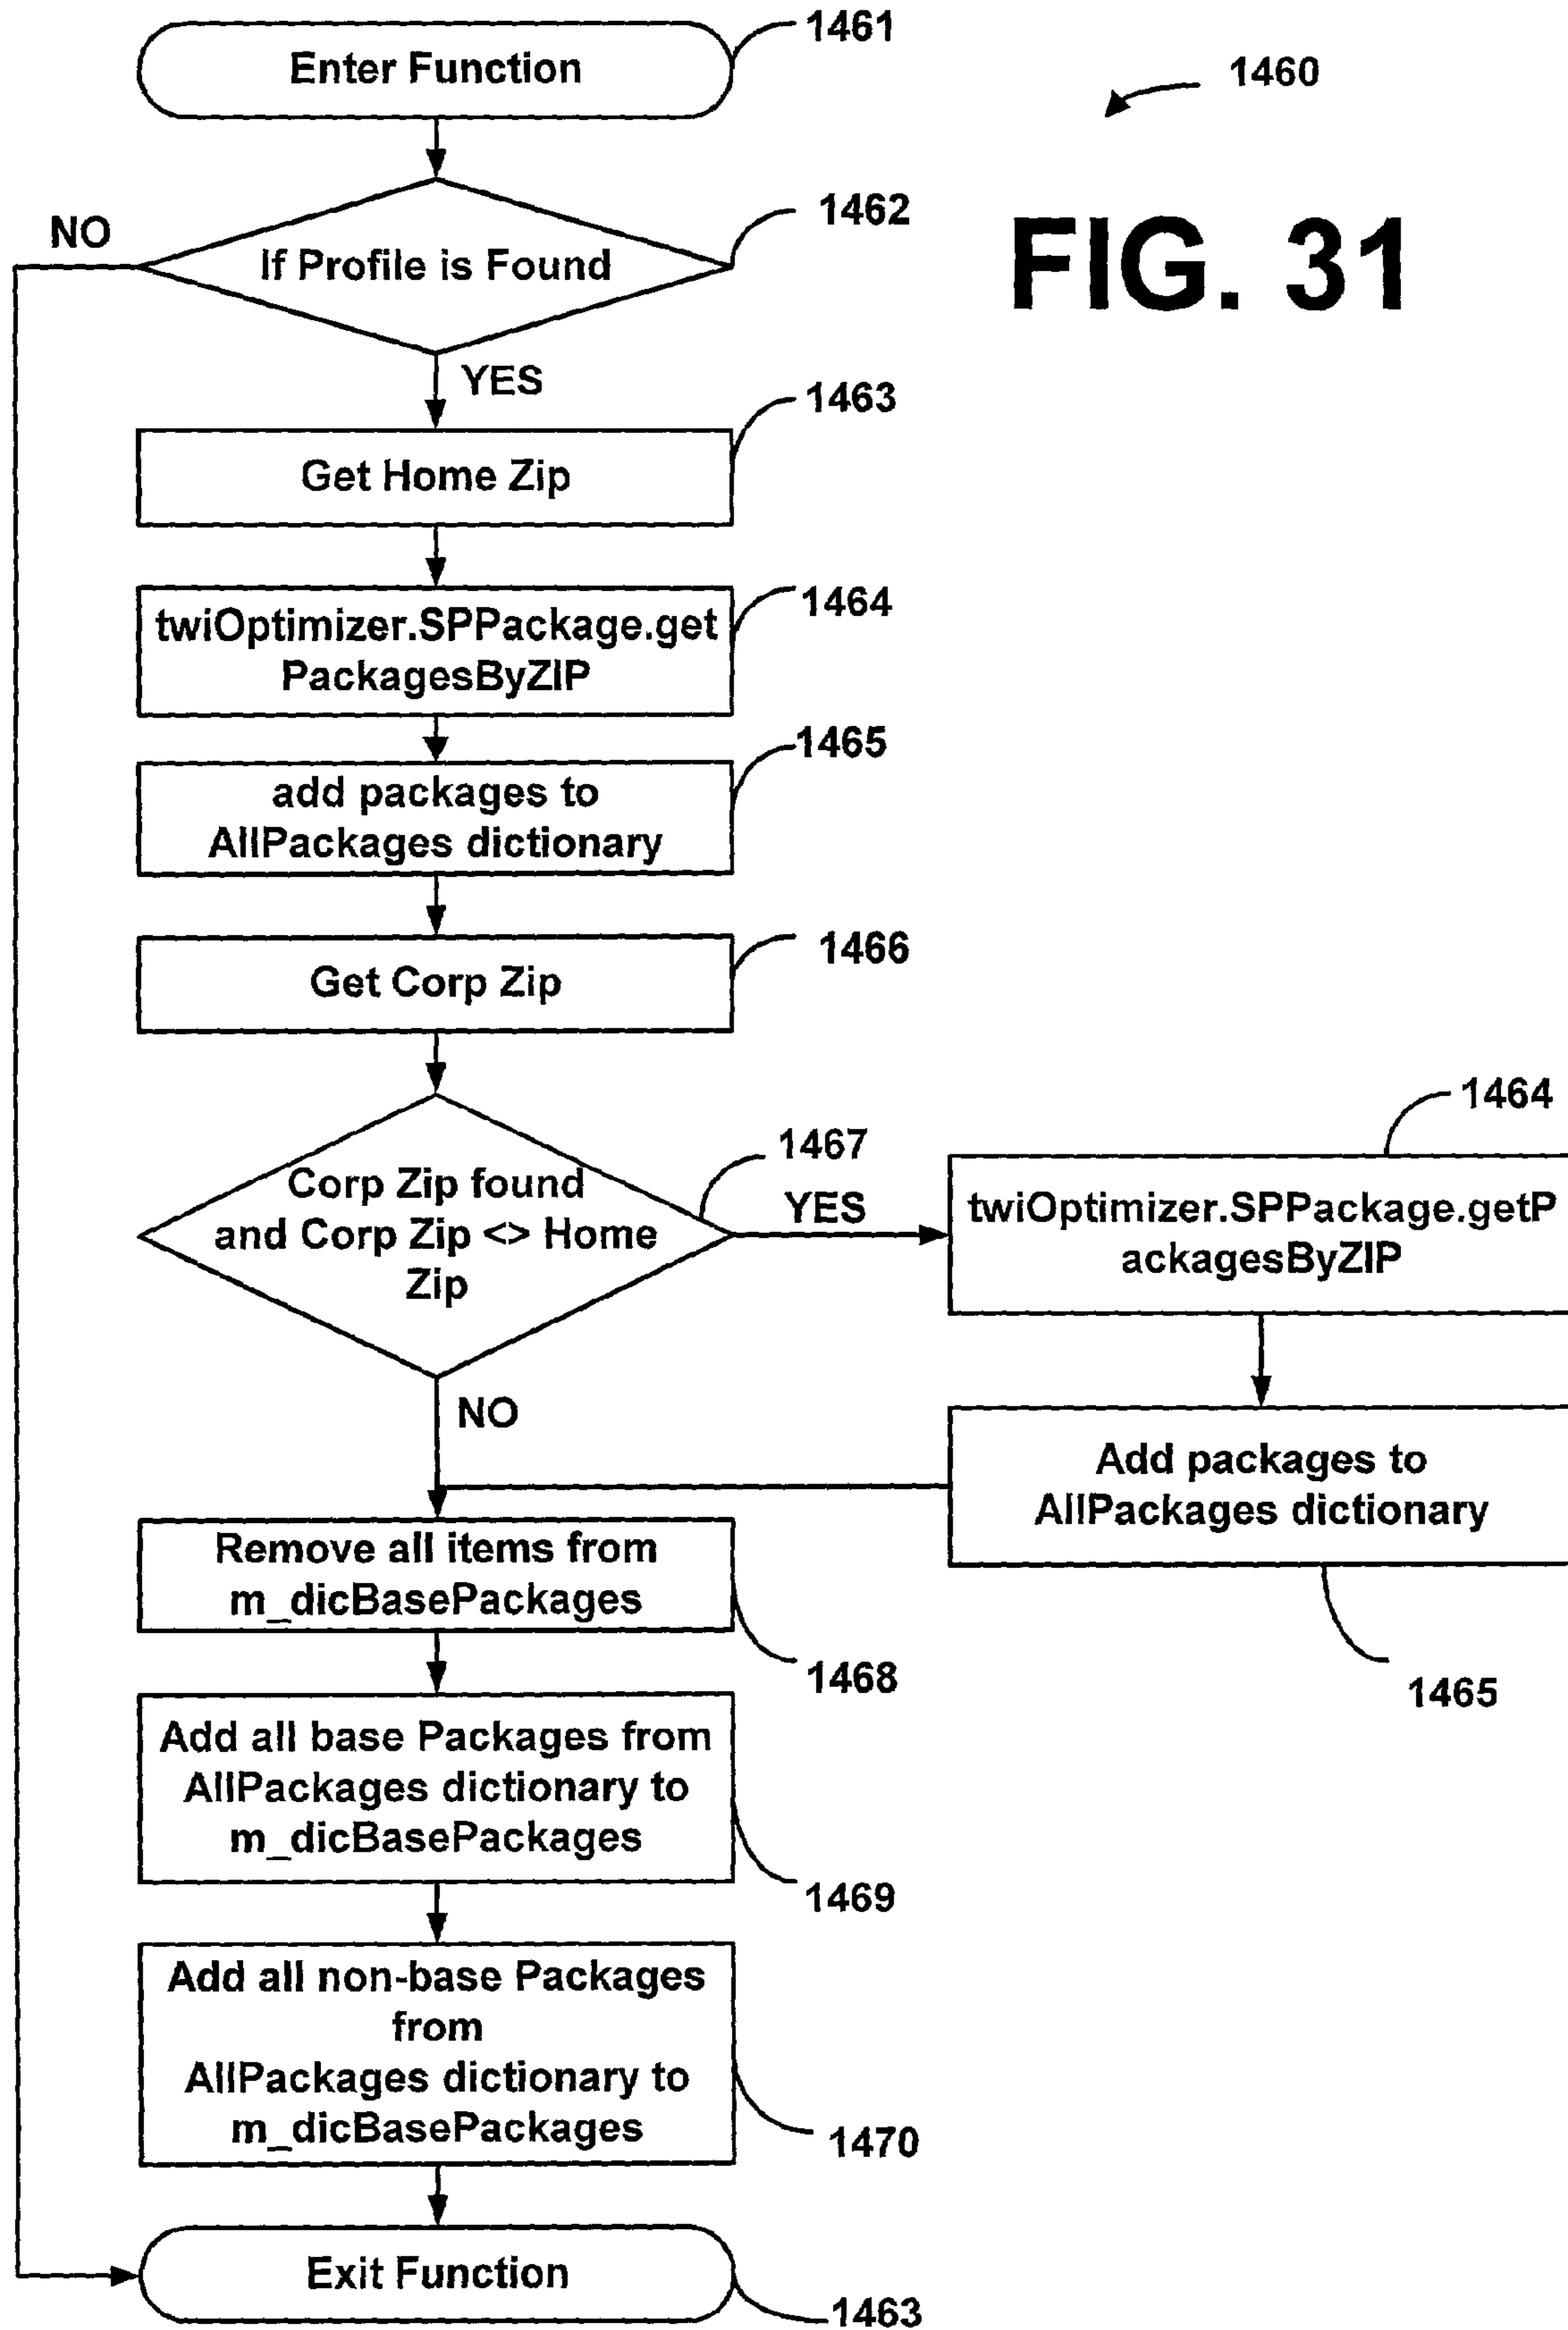 Enter Function
1461
1460
FIG. 31
If Profile is Found
1462
NO
YES
Get Home Zip
1463
twiOptimizer.SPPackage.get
PackagesByZIP
1464
add packages to
AllPackages dictionary
1465
Get Corp Zip
1466
Corp Zip found
and Corp Zip <> Home
Zip
1467
YES
twiOptimizer.SPPackage.getP
ackagesByZIP
1464
NO
Add packages to
AllPackages dictionary
1465
Remove all items from
m_dicBasePackages
1468
Add all base Packages from
AllPackages dictionary to
m_dicBasePackages
1469
Add all non-base Packages
from
AllPackages dictionary to
m_dicBasePackages
1470
Exit Function
1463